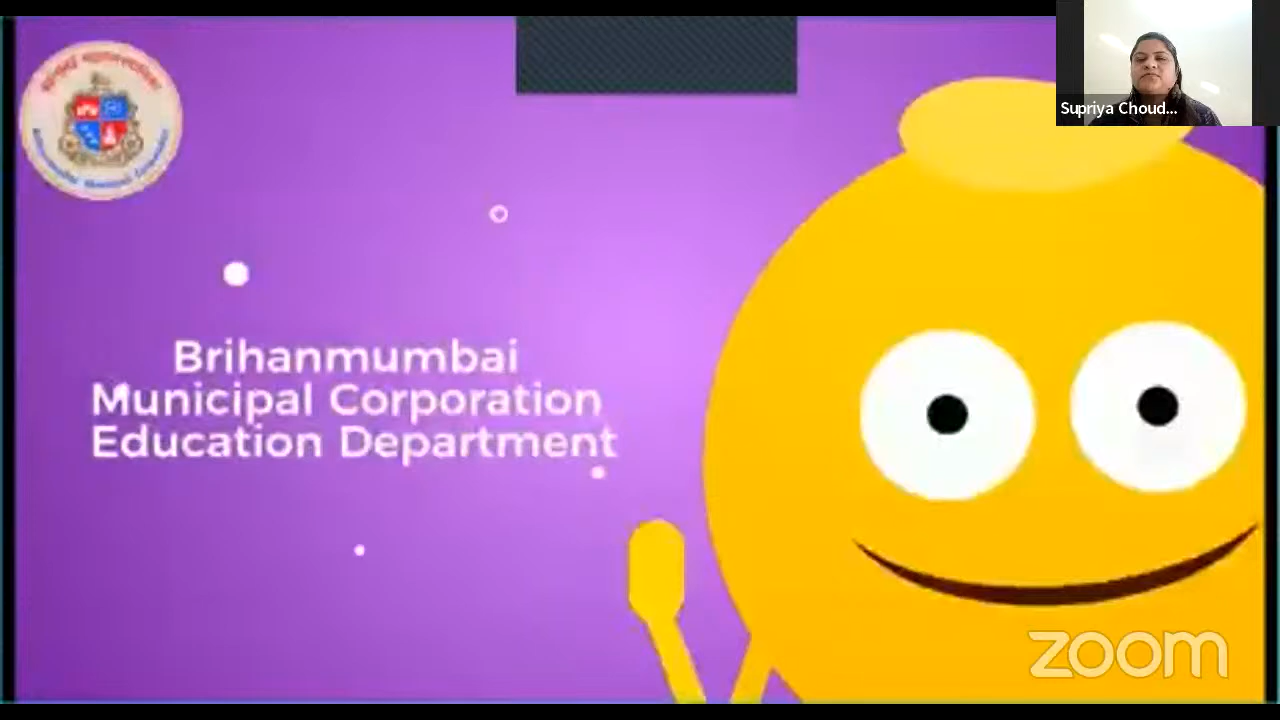 Supriya Choud...
Brihanmumbai
Municipal Corporation
Education Department
zoom